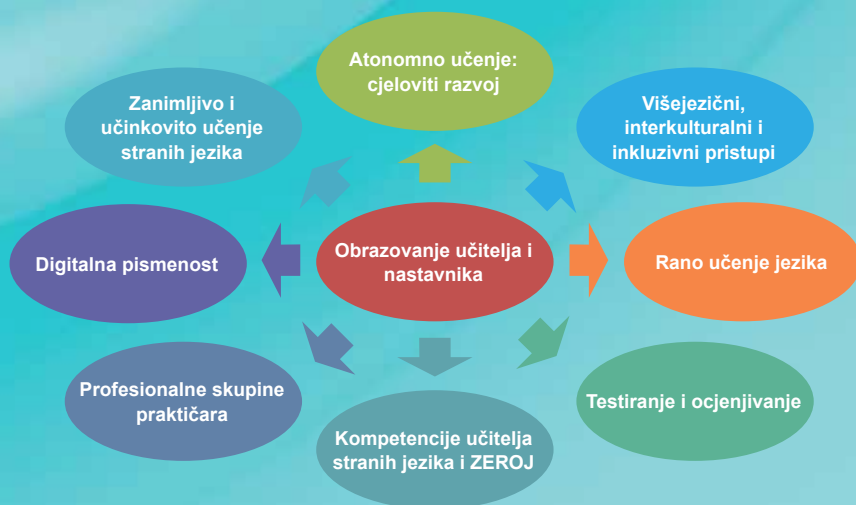 Atonomno učenje:
cjeloviti razvoj
Zanimljivo i
učinkovito učenje
stranih jezika
Višejezični,
interkulturalni i
inkluzivni pristupi
Digitalna pismenost
Obrazovanje učitelja i
nastavnika
Rano učenje jezika
Profesionalne skupine
praktičara
Testiranje i ocjenjivanje
Kompetencije učitelja
stranih jezika i ZEROJ